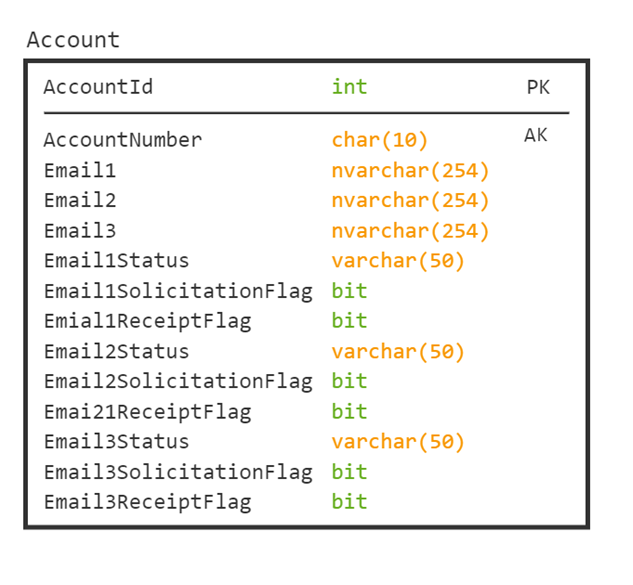 Account
AccountId int PK
AccountNumber char(10) AK
Email1 nvarchar(254)
Email2 nvarchar(254)
Email3 nvarchar(254)
Email1Status varchar(50)
Email1SolicitationFlag bit
Emial1ReceiptFlag bit
Email2Status varchar(50)
Email2SolicitationFlag bit
Emai21ReceiptFlag bit
Email3Status varchar(50)
Email3SolicitationFlag bit
Email3ReceiptFlag bit